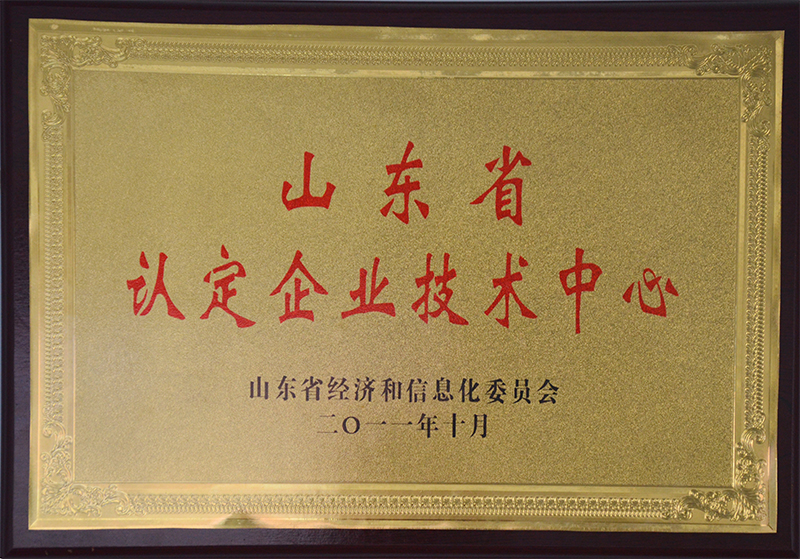 山东省
认定企业技术中心
山东省经济和信息化委员会
二〇一一年十月